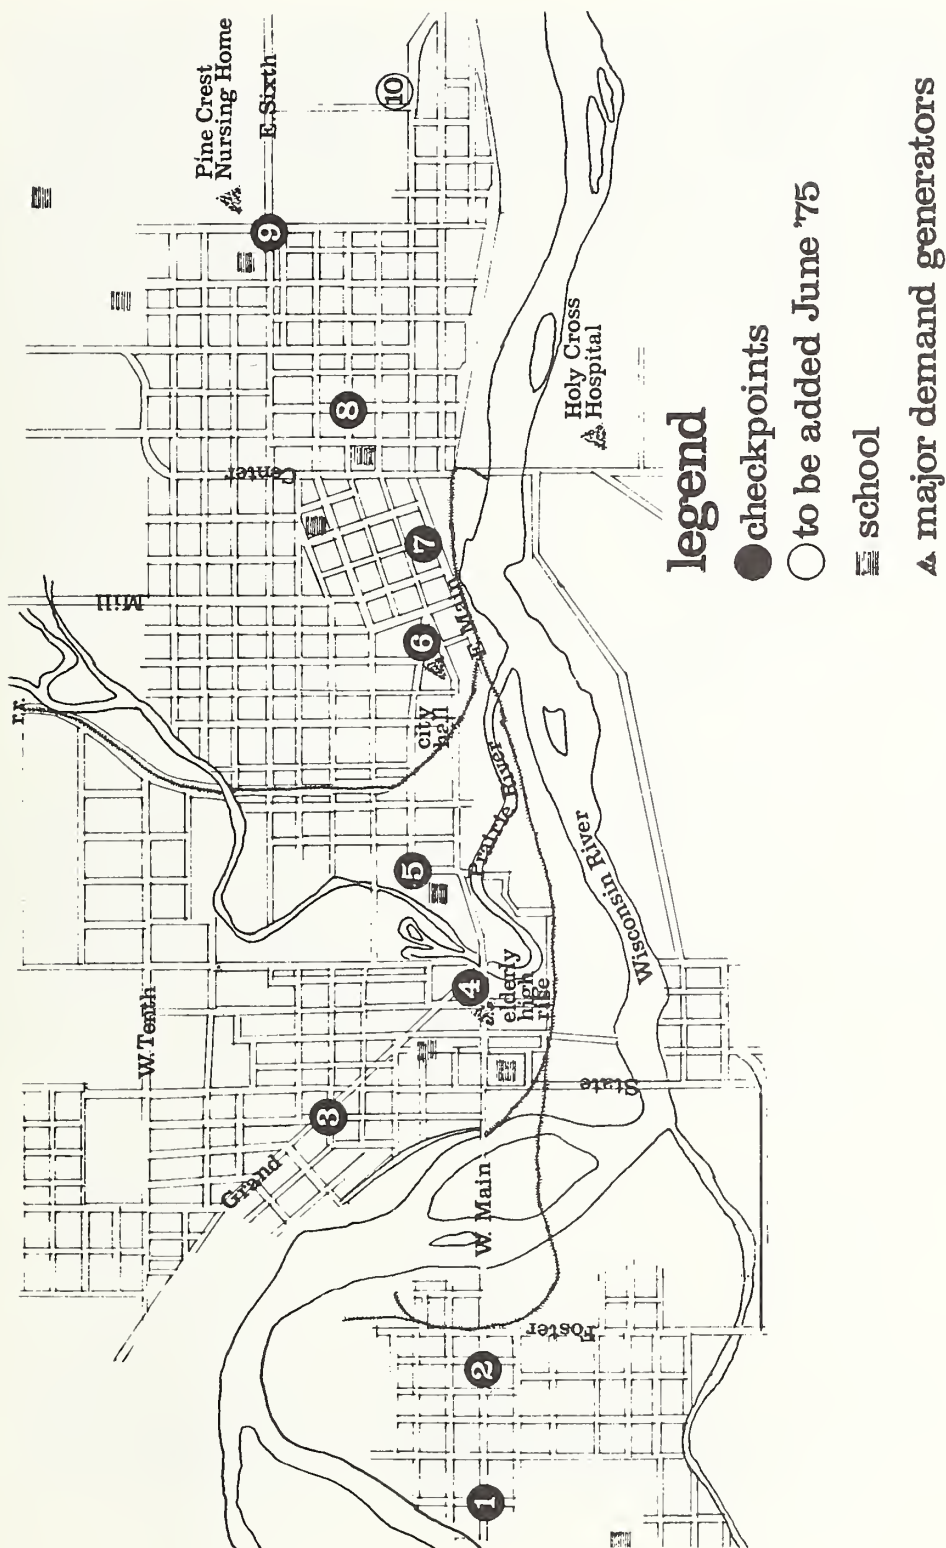 r.r.
Mill
Center
Pine Crest
Nursing Home
E. Sixth
W. Tenth
Grand
3
5
6
7
8
9
10
city
hall
E. Main
4
elderly
high
rise
Prairie River
1
2
W. Main
Foster
State
Wisconsin River
Holy Cross
Hospital
legend
checkpoints
to be added June '75
school
major demand generators